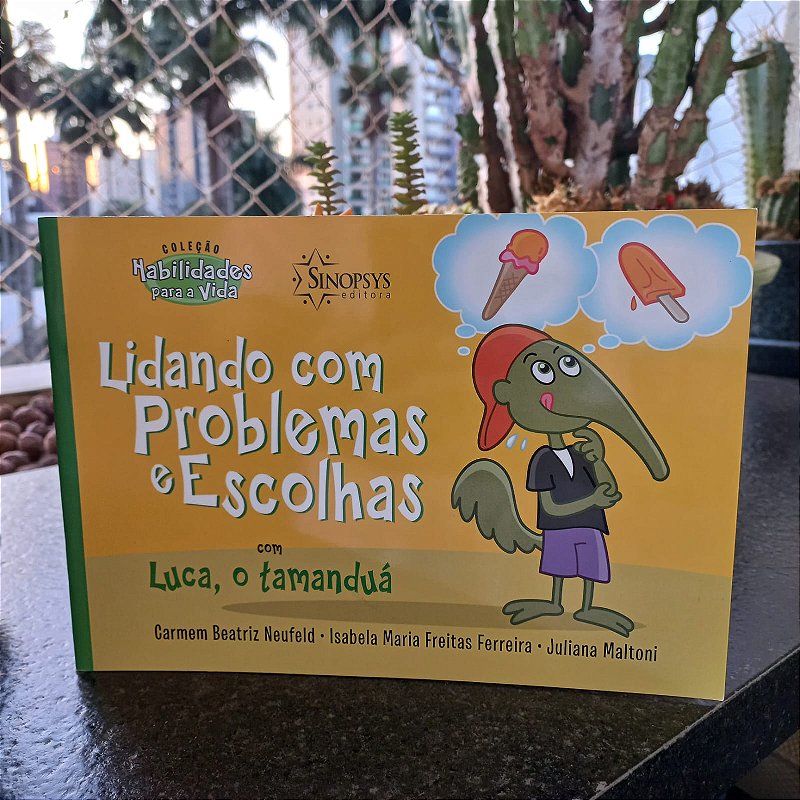 COLEÇÃO
Habilidades
para a Vida
SINOPSYS
editora
Lidando com
Problemas
e Escolhas
com
Luca, o tamanduá
Carmem Beatriz Neufeld • Isabela Maria Freitas Ferreira • Juliana Maltoni